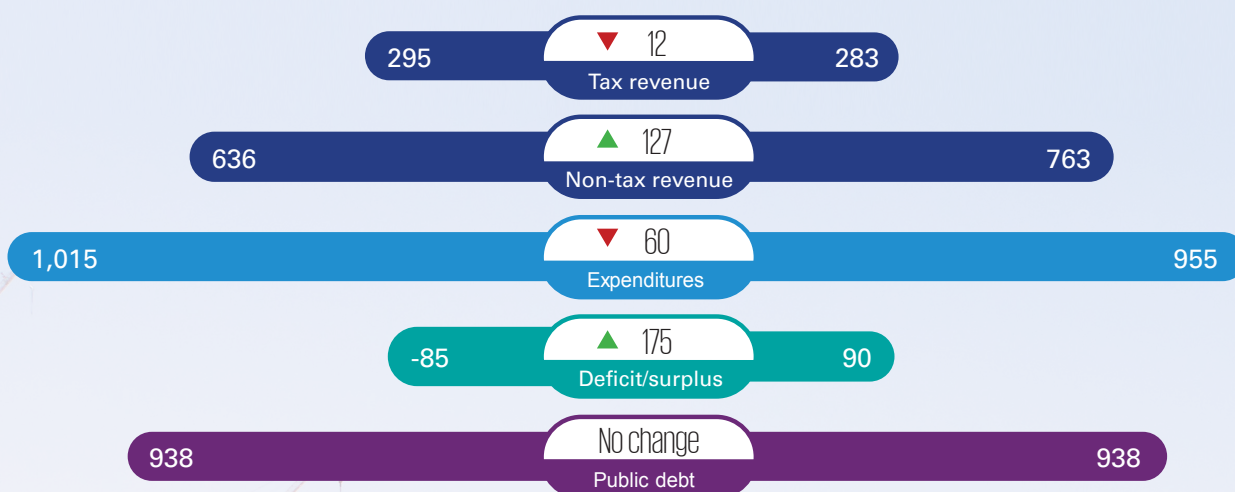 295 ▼ 12 283
Tax revenue
636 ▲ 127 763
Non-tax revenue
1,015 ▼ 60 955
Expenditures
-85 ▲ 175 90
Deficit/surplus
938 No change 938
Public debt